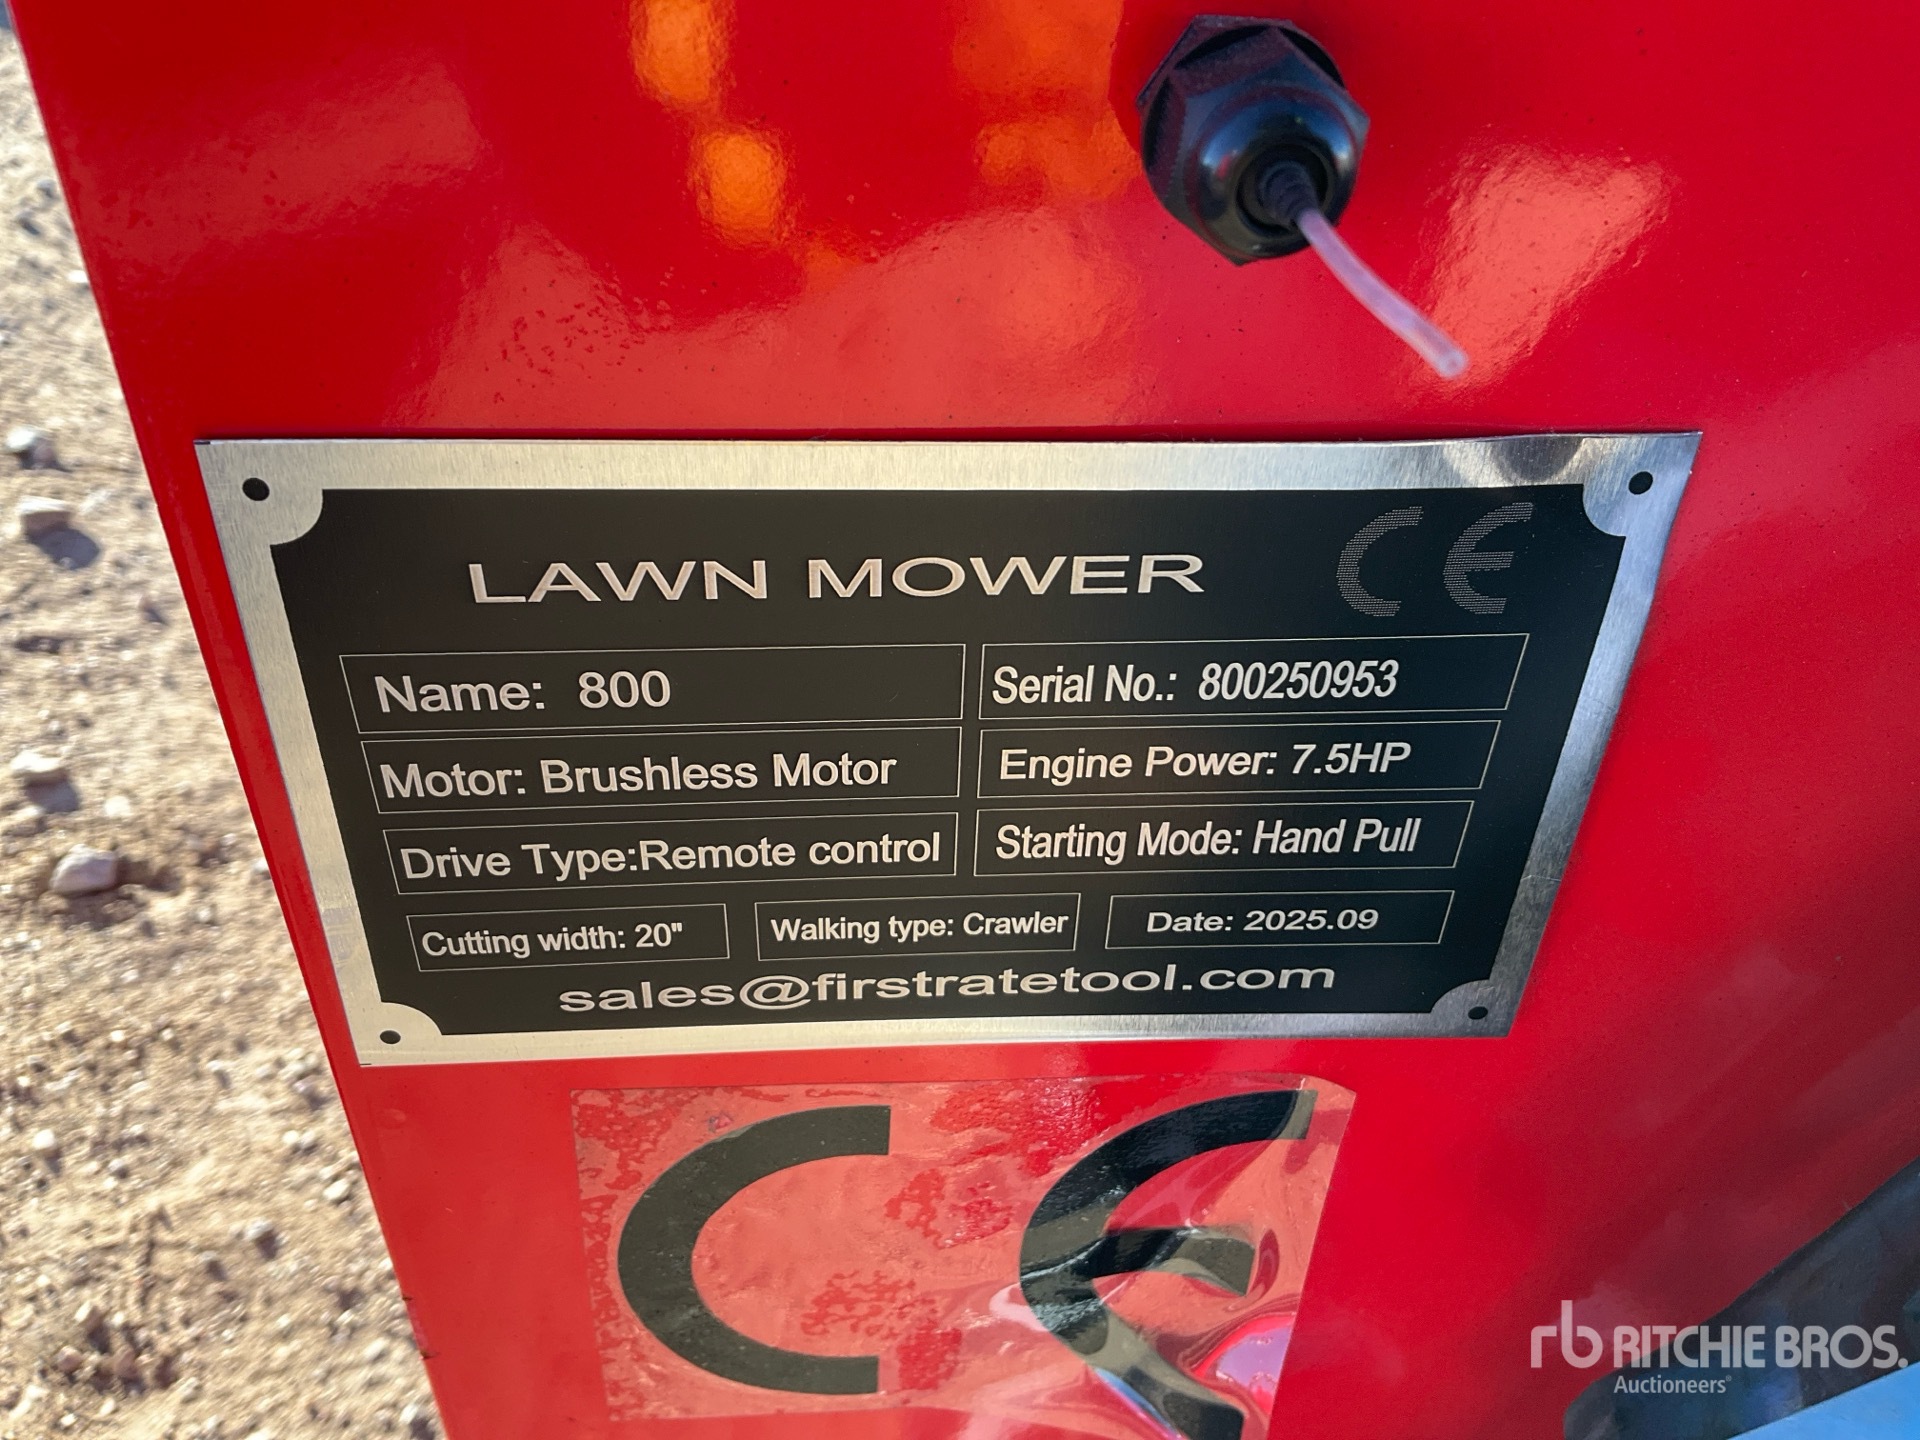 LAWN MOWER CE
Name: 800
Serial No.: 800250953
Motor: Brushless Motor
Engine Power: 7.5HP
Drive Type:Remote control
Starting Mode: Hand Pull
Cutting width: 20"
Walking type: Crawler
Date: 2025.09
sales@firstratetool.com
CE
rb RITCHIE BROS.
Auctioneers®